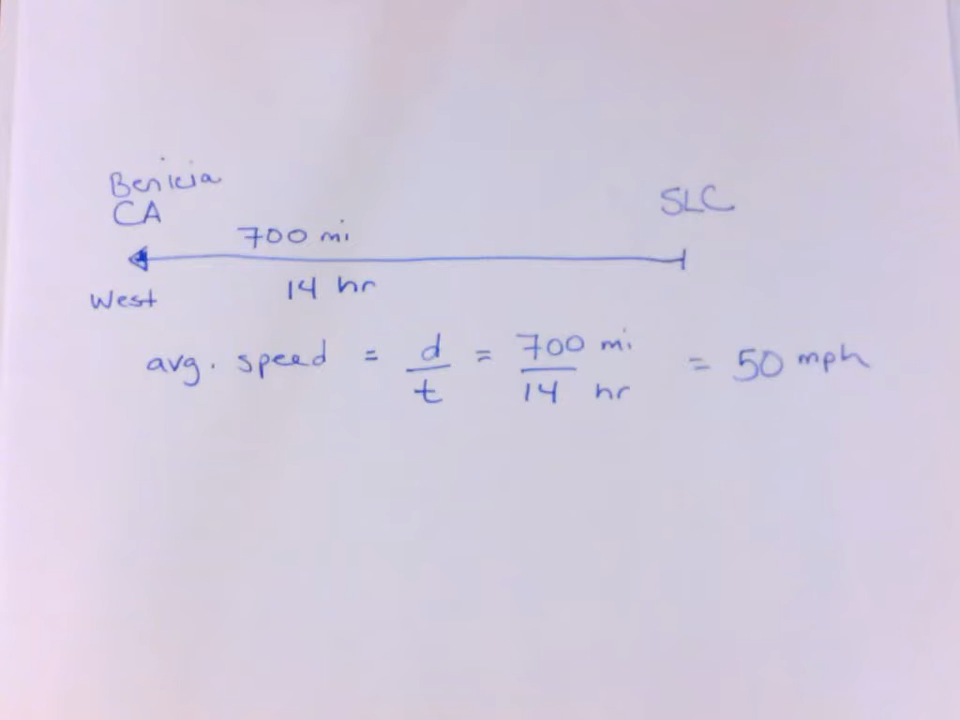 Benicia
CA
SLC
700 mi
West
14 hr
avg. speed = d/t = 700 mi/14 hr = 50 mph